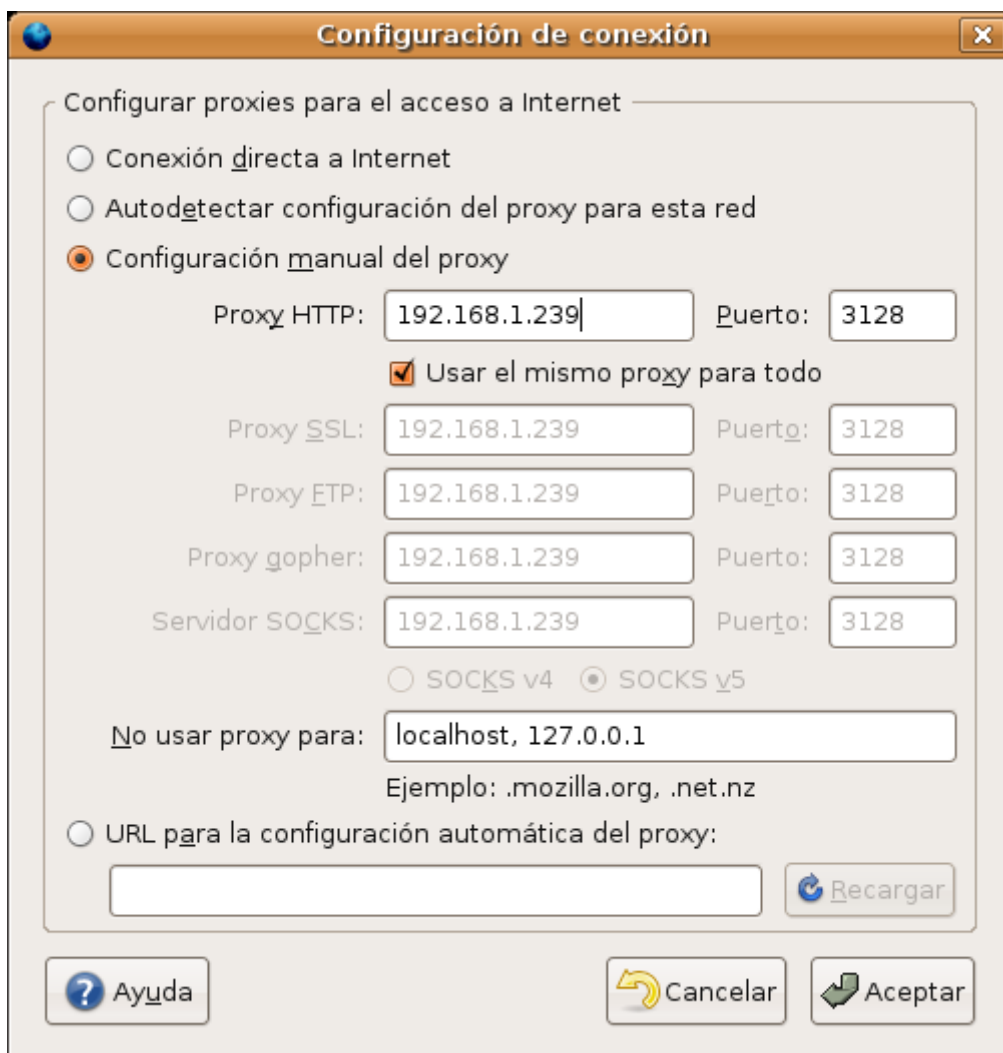 Configuración de conexión
Configurar proxies para el acceso a Internet
Conexión directa a Internet
Autodetectar configuración del proxy para esta red
Configuración manual del proxy
Proxy HTTP: 192.168.1.239 Puerto: 3128
Usar el mismo proxy para todo
Proxy SSL: 192.168.1.239 Puerto: 3128
Proxy FTP: 192.168.1.239 Puerto: 3128
Proxy gopher: 192.168.1.239 Puerto: 3128
Servidor SOCKS: 192.168.1.239 Puerto: 3128
SOCKS v4 SOCKS v5
No usar proxy para: localhost, 127.0.0.1
Ejemplo: .mozilla.org, .net.nz
URL para la configuración automática del proxy:
Recargar
Ayuda Cancelar Aceptar